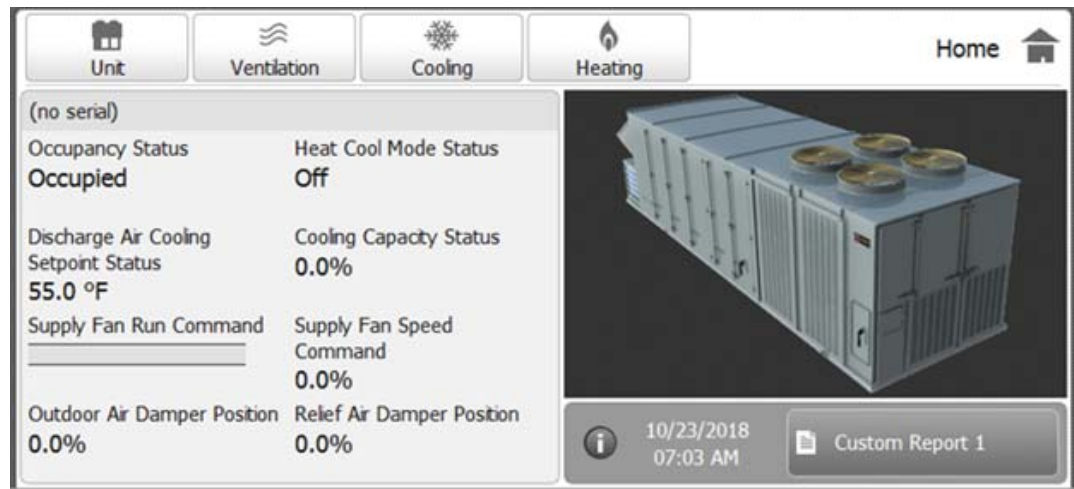 Unit
Ventilation
Cooling
Heating
Home
(no serial)
Occupancy Status
Occupied
Heat Cool Mode Status
Off
Discharge Air Cooling
Setpoint Status
55.0 °F
Cooling Capacity Status
0.0%
Supply Fan Run Command
Supply Fan Speed
Command
0.0%
Outdoor Air Damper Position
0.0%
Relief Air Damper Position
0.0%
10/23/2018
07:03 AM
Custom Report 1